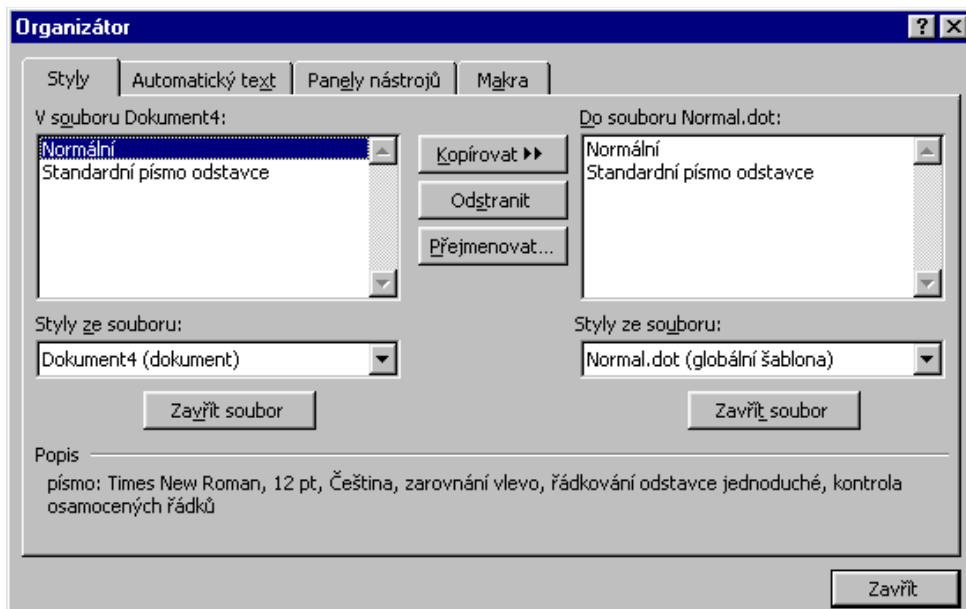 Organizátor
Styly Automatický text Panely nástrojů Makra
V souboru Dokument4:
Normální
Standardní písmo odstavce
Kopírovat
Odstranit
Přejmenovat...
Do souboru Normal.dot:
Normální
Standardní písmo odstavce
Styly ze souboru:
Dokument4 (dokument)
Zavřít soubor
Styly ze souboru:
Normal.dot (globální šablona)
Zavřít soubor
Popis
písmo: Times New Roman, 12 pt, Čeština, zarovnání vlevo, řádkování odstavce jednoduché, kontrola
osamocených řádků
Zavřít